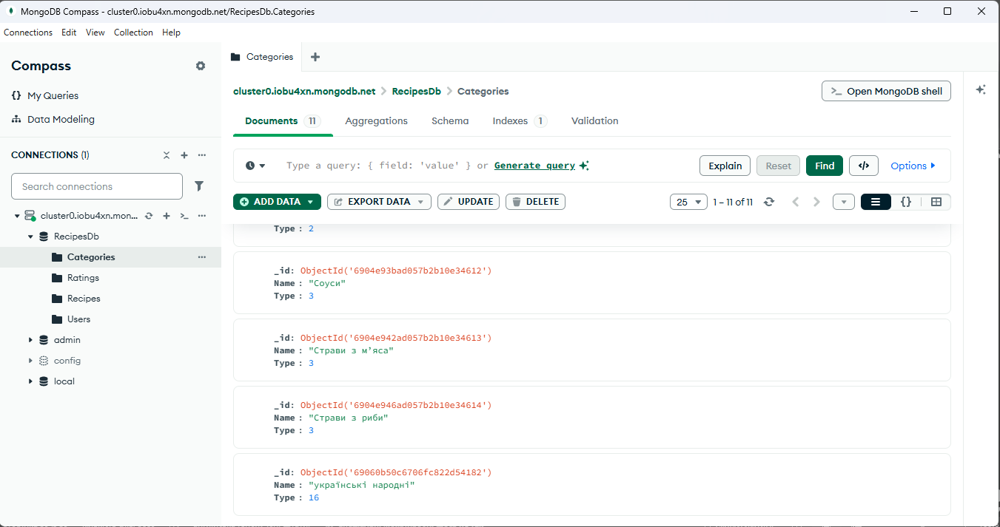 MongoDB Compass - cluster0.iobu4xn.mongodb.net/RecipesDb.Categories
Connections Edit View Collection Help
Compass
My Queries
Data Modeling
CONNECTIONS (1)
Search connections
cluster0.iobu4xn.mon...
RecipesDb
Categories
Ratings
Recipes
Users
admin
config
local
Categories
cluster0.iobu4xn.mongodb.net > RecipesDb > Categories
>_ Open MongoDB shell
Documents 11 Aggregations Schema Indexes 1 Validation
Type a query: { field: 'value' } or Generate query
Explain Reset Find </> Options
ADD DATA EXPORT DATA UPDATE DELETE
25 1 – 11 of 11
Type : 2
_id: ObjectId('6904e93bad057b2b10e34612')
Name : "Соуси"
Type : 3
_id: ObjectId('6904e942ad057b2b10e34613')
Name : "Страви з м’яса"
Type : 3
_id: ObjectId('6904e946ad057b2b10e34614')
Name : "Страви з риби"
Type : 3
_id: ObjectId('69060b50c6706fc822d54182')
Name : "українські народні"
Type : 16